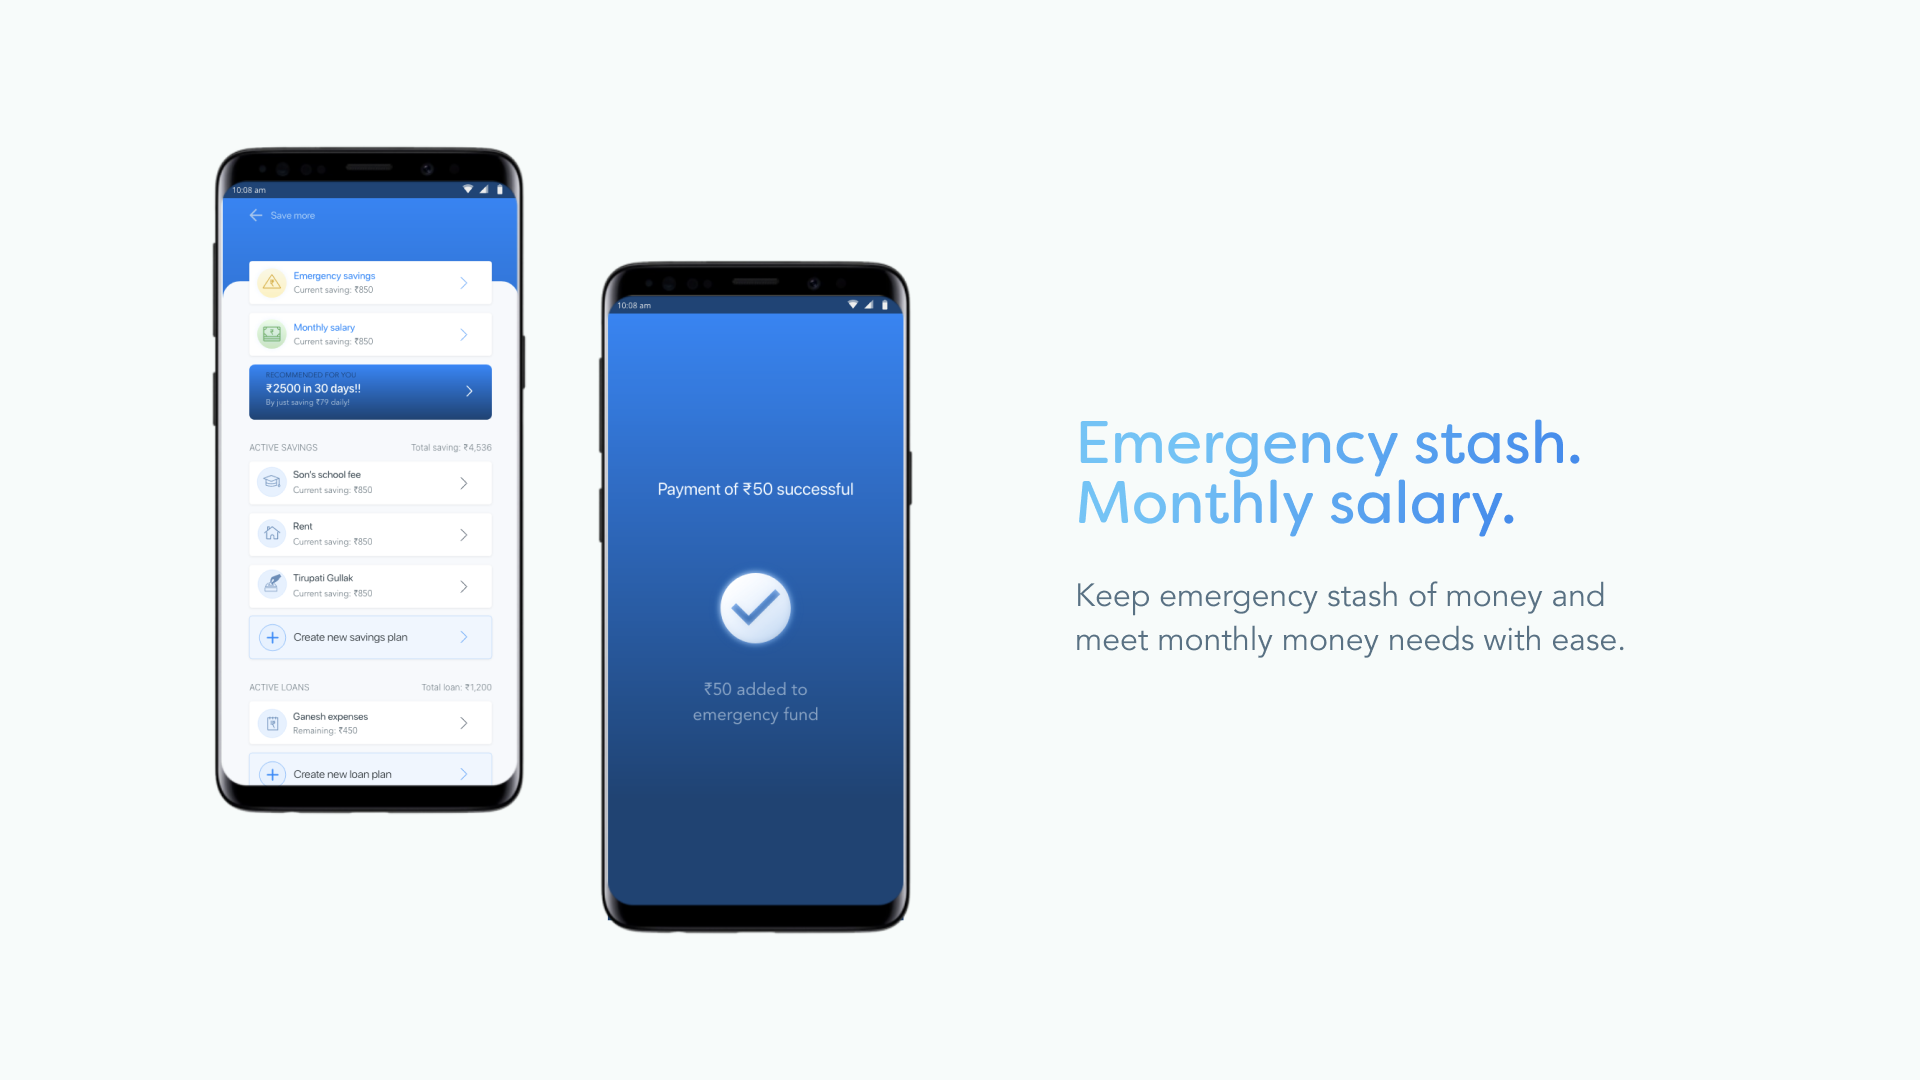 10:08 am
Save more
Emergency savings
Current saving: ₹850
Monthly salary
Current saving: ₹850
RECOMMENDED FOR YOU
₹2500 in 30 days!!
By just saving ₹79 daily!
ACTIVE SAVINGS Total saving: ₹4,536
Son's school fee
Current saving: ₹850
Rent
Current saving: ₹850
Tirupati Gullak
Current saving: ₹850
Create new savings plan
ACTIVE LOANS Total loan: ₹1,200
Ganesh expenses
Remaining: ₹450
Create new loan plan
10:08 am
Payment of ₹50 successful
₹50 added to
emergency fund
Emergency stash.
Monthly salary.
Keep emergency stash of money and
meet monthly money needs with ease.